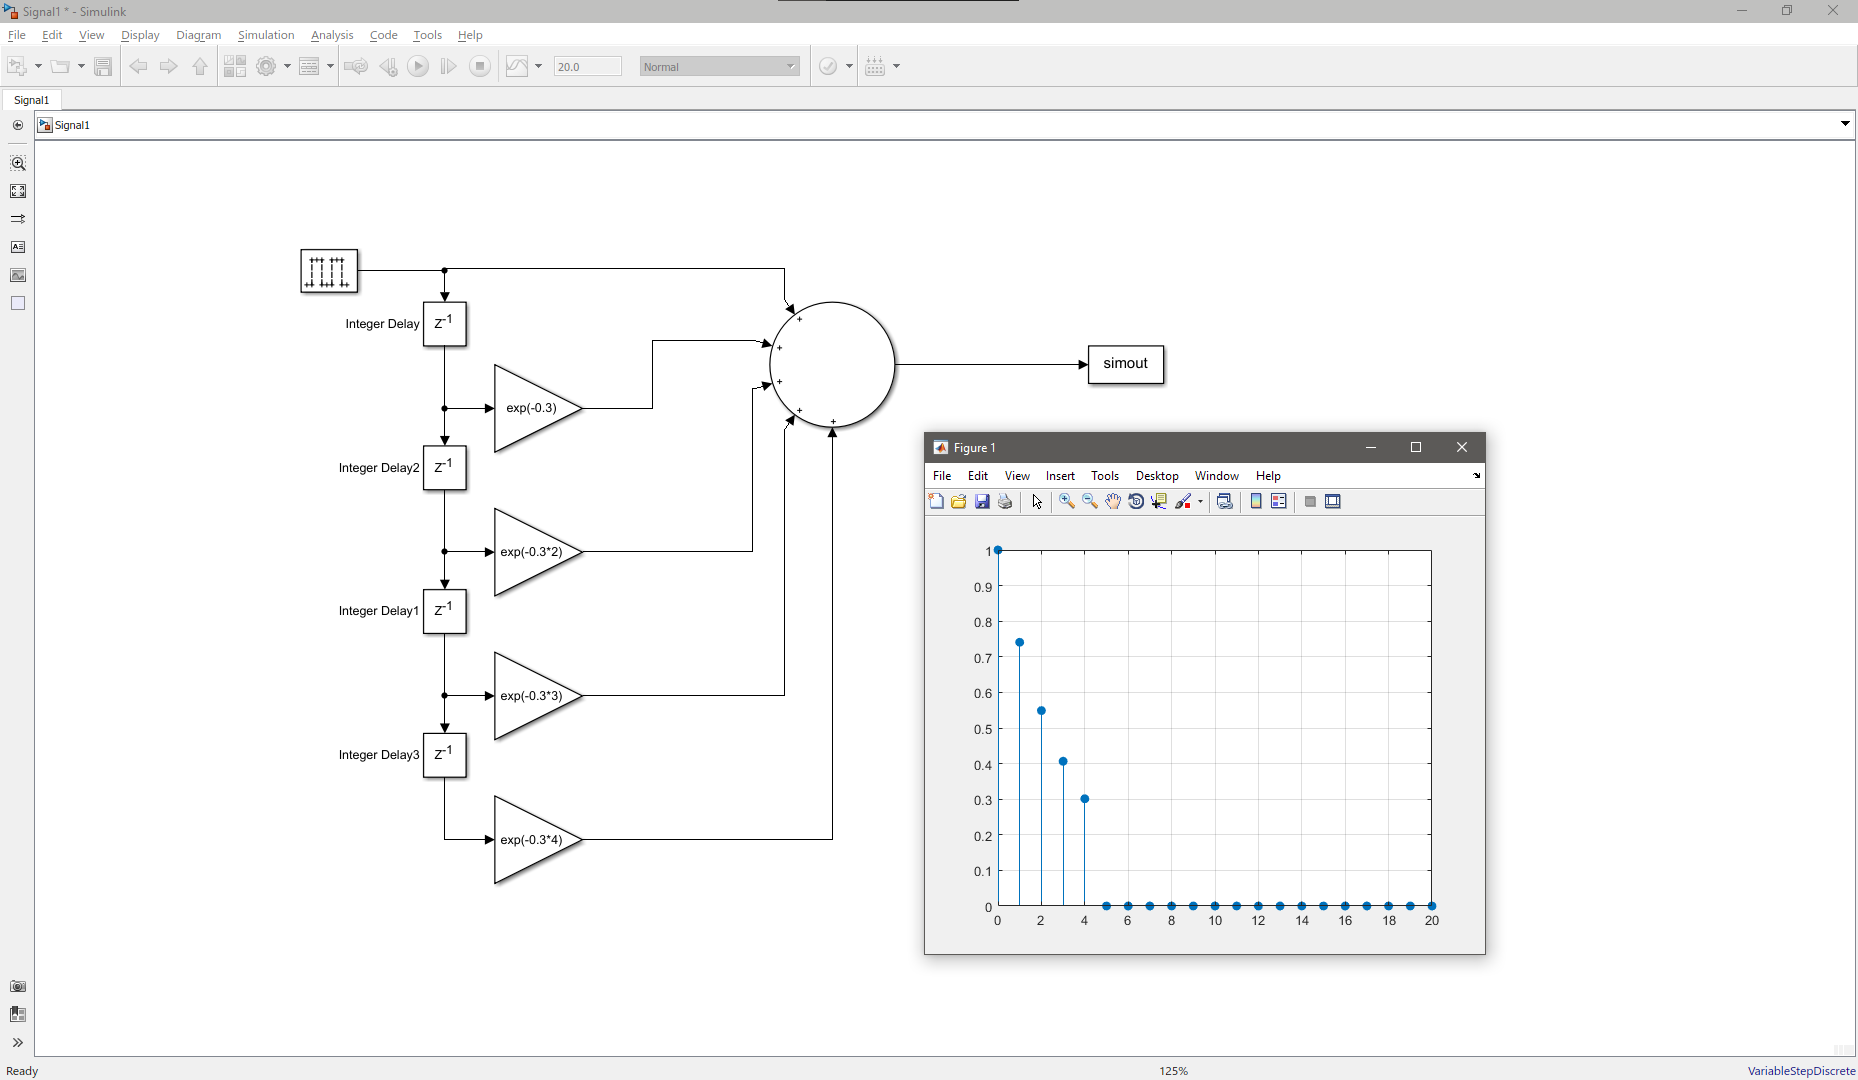 Signal1 * - Simulink
File Edit View Display Diagram Simulation Analysis Code Tools Help
20.0 Normal
Signal1
Signal1
Integer Delay
Z-1
exp(-0.3)
Integer Delay2
Z-1
exp(-0.3*2)
Integer Delay1
Z-1
exp(-0.3*3)
Integer Delay3
Z-1
exp(-0.3*4)
+
+
+
+
+
simout
Figure 1
File Edit View Insert Tools Desktop Window Help
1
0.9
0.8
0.7
0.6
0.5
0.4
0.3
0.2
0.1
0
0 2 4 6 8 10 12 14 16 18 20
Ready 125% VariableStepDiscrete